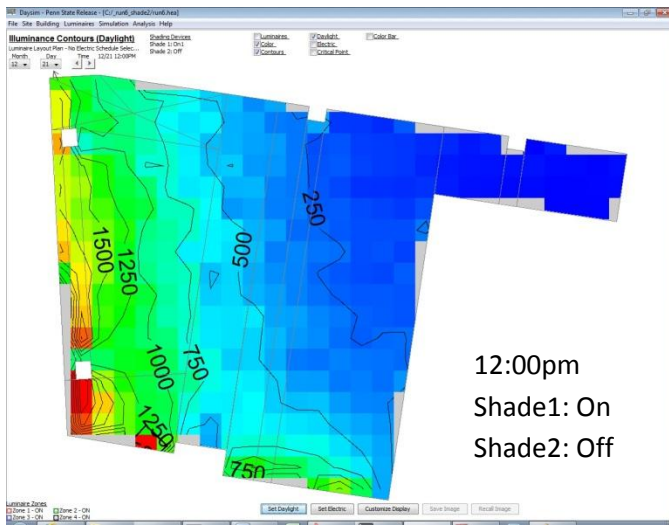 Daysim - Penn State Release - [C:/_run6_shade2/run6.hea]
File Site Building Luminaires Simulation Analysis Help
Illuminance Contours (Daylight)
Luminaire Layout Plan - No Electric Schedule Selec...
Month Day Time 12/21 12:00PM
12 21
Shading Devices
Shade 1: On1
Shade 2: Off
Luminaires Daylight Color Bar
Color Electric
Contours Critical Point
1500
1250
1000
750
500
250
1250
750
12:00pm
Shade1: On
Shade2: Off
Luminaire Zones
Zone 1 - ON Zone 2 - ON
Zone 3 - ON Zone 4 - ON
Set Daylight Set Electric Customize Display Save Image Recall Image